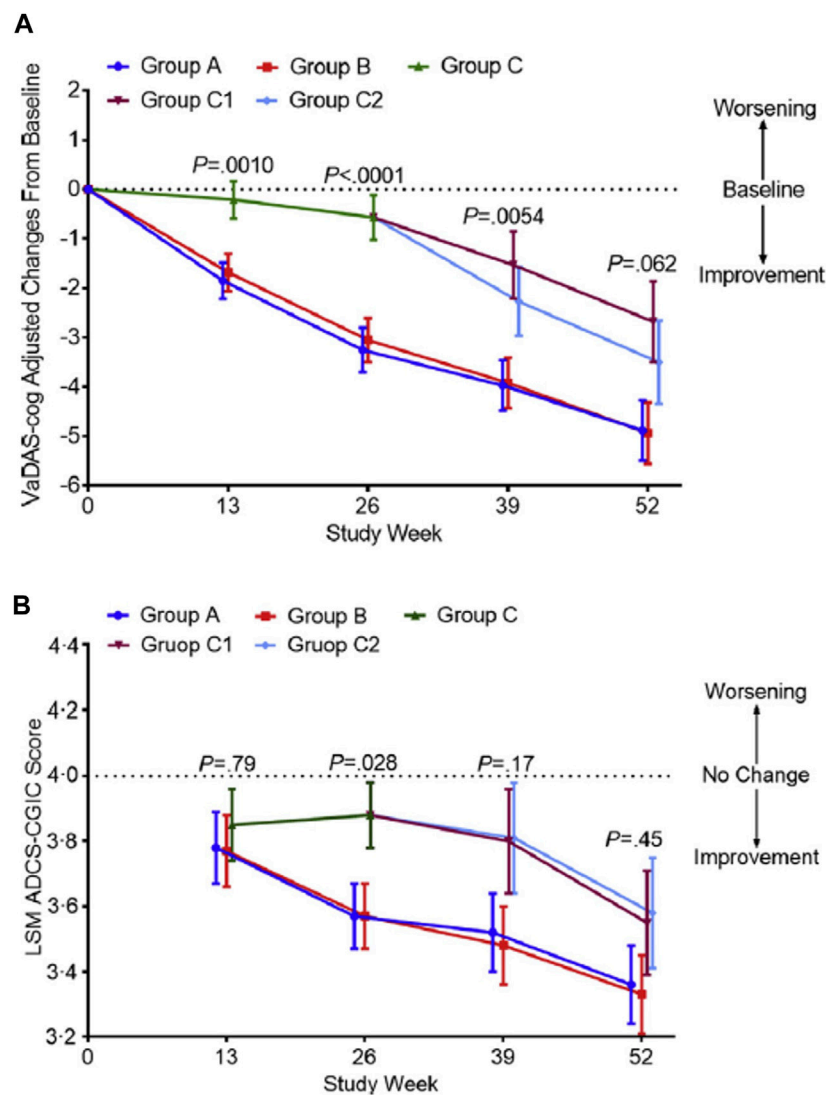 A
Group A Group B Group C
Group C1 Group C2
VaDAS-cog Adjusted Changes From Baseline
2
1
0
-1
-2
-3
-4
-5
-6
P=.0010
P<.0001
P=.0054
P=.062
Worsening
Baseline
Improvement
0 13 26 39 52
Study Week
B
Group A Group B Group C
Gruop C1 Gruop C2
LSM ADCS-CGIC Score
4·4
4·2
4·0
3·8
3·6
3·4
3·2
P=.79
P=.028
P=.17
P=.45
Worsening
No Change
Improvement
0 13 26 39 52
Study Week